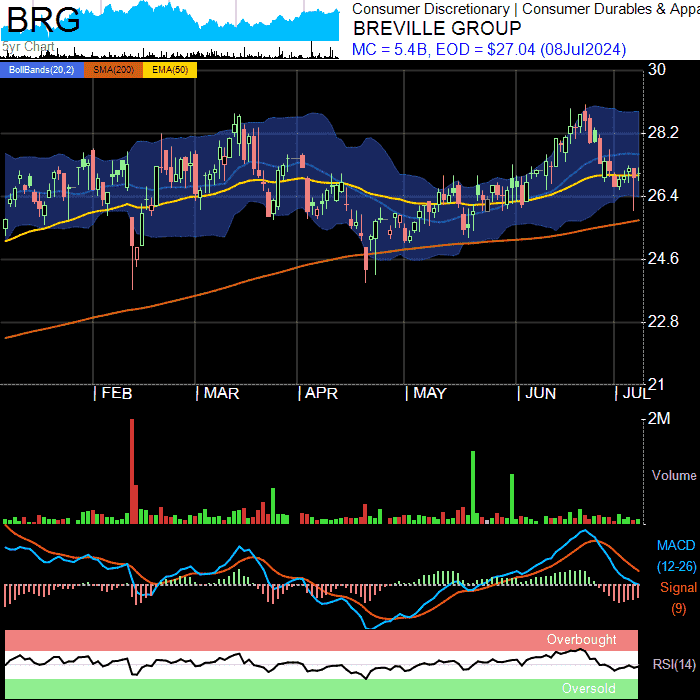 BRG
5yr Chart
Consumer Discretionary | Consumer Durables & Appa
BREVILLE GROUP
MC = 5.4B, EOD = $27.04 (08Jul2024)
BollBands(20,2) SMA(200) EMA(50)
30
28.2
26.4
24.6
22.8
21
| FEB | MAR | APR | MAY | JUN | JUL
2M
Volume
MACD
(12-26)
Signal
(9)
Overbought
RSI(14)
Oversold